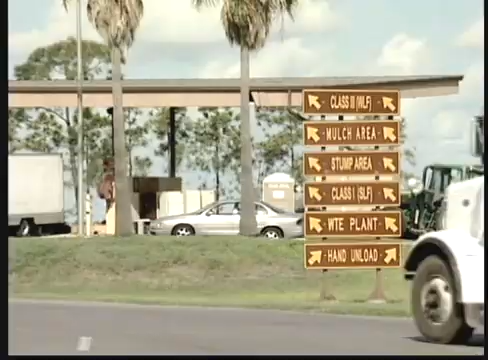 CLASS III (WLF)
MULCH AREA
STUMP AREA
CLASS I (SLF)
WTE PLANT
HAND UNLOAD